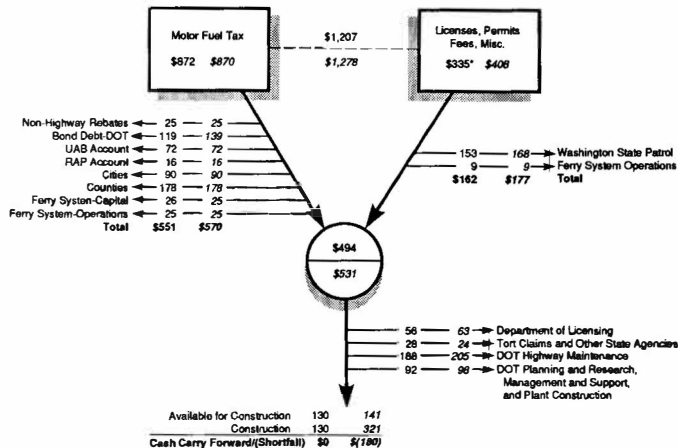 Motor Fuel Tax
$872 $870
$1,207
$1,278
Licenses, Permits
Fees, Misc.
$335* $408
Non-Highway Rebates 25 25
Bond Debt-DOT 119 139
UAB Account 72 72
RAP Account 16 16
Cities 90 90
Counties 178 178
Ferry System-Capital 26 25
Ferry System-Operations 25 25
Total $551 $570
153 168 Washington State Patrol
9 9 Ferry System Operations
$162 $177 Total
$494
$531
56 63 Department of Licensing
28 24 Tort Claims and Other State Agencies
188 205 DOT Highway Maintenance
92 98 DOT Planning and Research,
Management and Support,
and Plant Construction
Available for Construction 130 141
Construction 130 321
Cash Carry Forward/(Shortfall) $0 $(180)